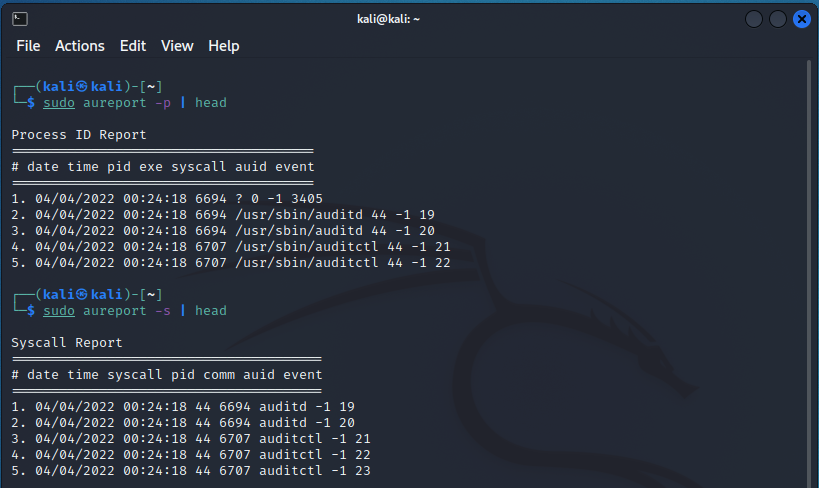 kali@kali: ~
File Actions Edit View Help
┌──(kali㉿kali)-[~]
└─$ sudo aureport -p | head
Process ID Report
======================================
# date time pid exe syscall auid event
======================================
1. 04/04/2022 00:24:18 6694 ? 0 -1 3405
2. 04/04/2022 00:24:18 6694 /usr/sbin/auditd 44 -1 19
3. 04/04/2022 00:24:18 6694 /usr/sbin/auditd 44 -1 20
4. 04/04/2022 00:24:18 6707 /usr/sbin/auditctl 44 -1 21
5. 04/04/2022 00:24:18 6707 /usr/sbin/auditctl 44 -1 22
┌──(kali㉿kali)-[~]
└─$ sudo aureport -s | head
Syscall Report
=======================================
# date time syscall pid comm auid event
=======================================
1. 04/04/2022 00:24:18 44 6694 auditd -1 19
2. 04/04/2022 00:24:18 44 6694 auditd -1 20
3. 04/04/2022 00:24:18 44 6707 auditctl -1 21
4. 04/04/2022 00:24:18 44 6707 auditctl -1 22
5. 04/04/2022 00:24:18 44 6707 auditctl -1 23